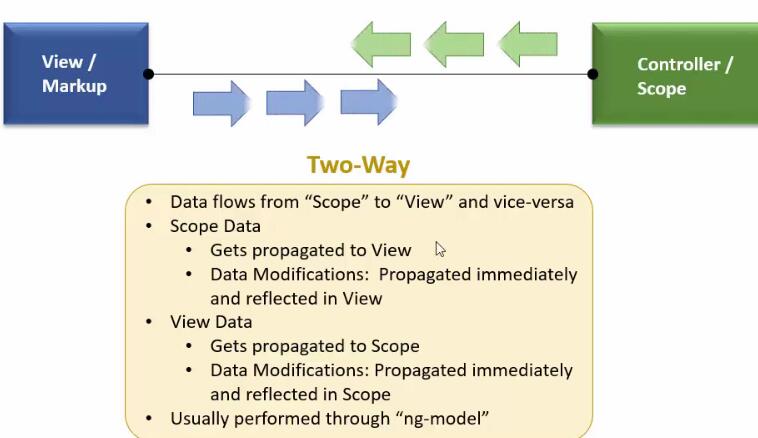 View /
Markup
Controller /
Scope
Two-Way
• Data flows from “Scope” to “View” and vice-versa
• Scope Data
• Gets propagated to View
• Data Modifications: Propagated immediately
and reflected in View
• View Data
• Gets propagated to Scope
• Data Modifications: Propagated immediately
and reflected in Scope
• Usually performed through “ng-model”